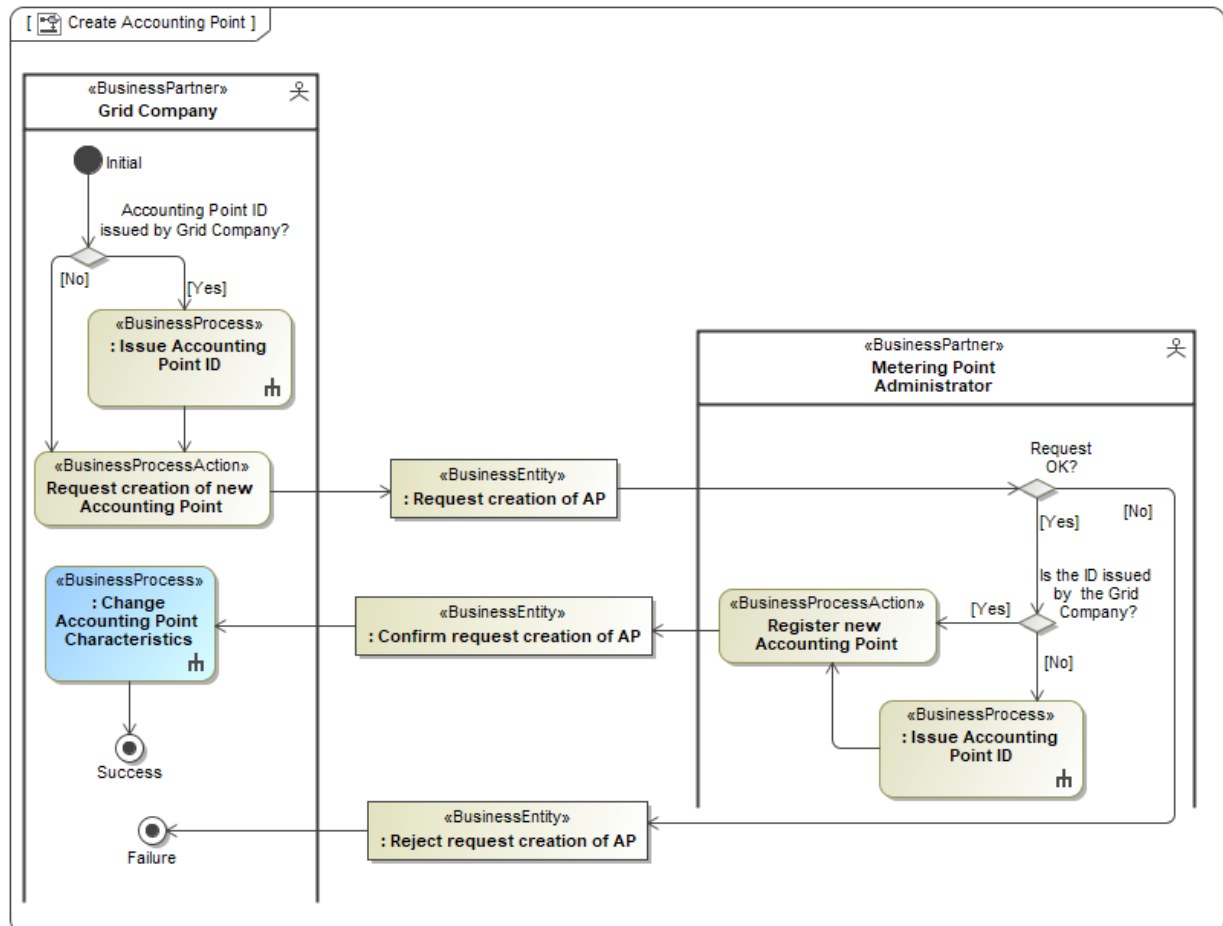 [ Create Accounting Point ]
«BusinessPartner»
Grid Company
Initial
Accounting Point ID
issued by Grid Company?
[No]
[Yes]
«BusinessProcess»
: Issue Accounting
Point ID
«BusinessProcessAction»
Request creation of new
Accounting Point
«BusinessEntity»
: Request creation of AP
«BusinessPartner»
Metering Point
Administrator
Request
OK?
[Yes]
[No]
Is the ID issued
by the Grid
Company?
[Yes]
[No]
«BusinessProcessAction»
Register new
Accounting Point
«BusinessProcess»
: Issue Accounting
Point ID
«BusinessEntity»
: Confirm request creation of AP
«BusinessProcess»
: Change
Accounting Point
Characteristics
Success
«BusinessEntity»
: Reject request creation of AP
Failure